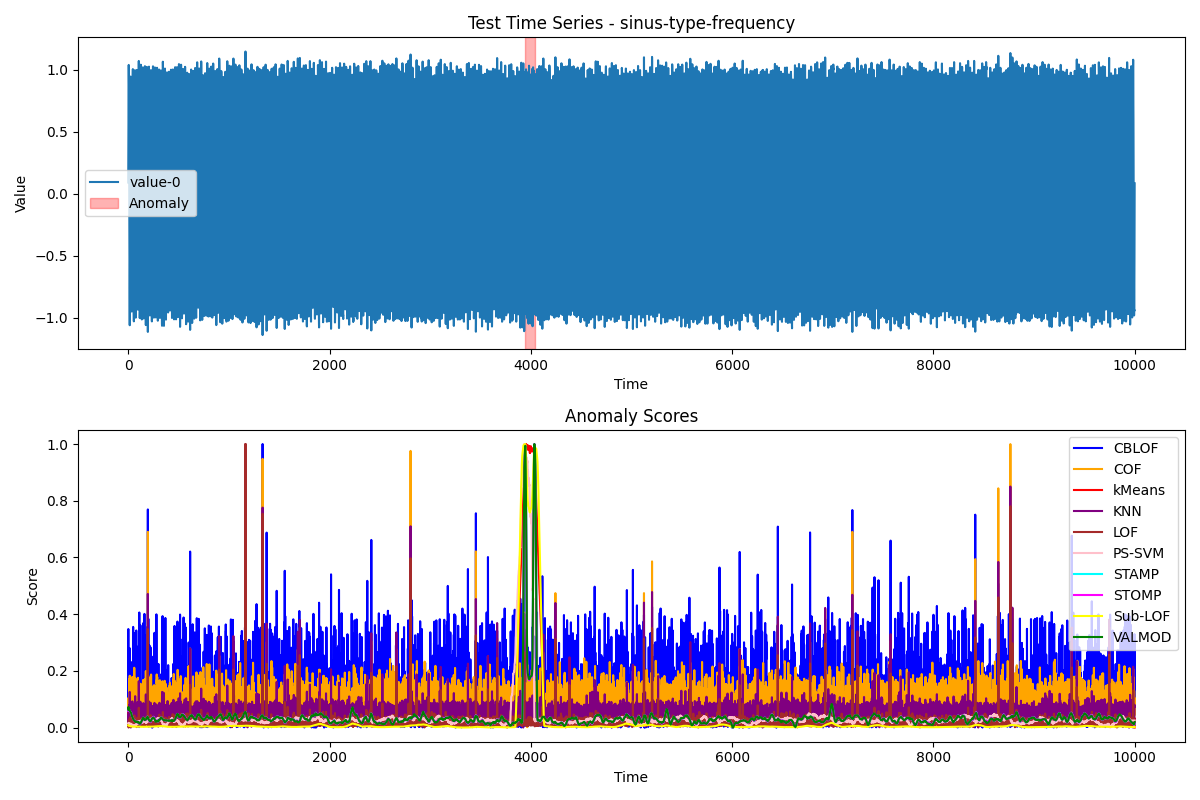 Test Time Series - sinus-type-frequency
Value
1.0
0.5
0.0
−0.5
−1.0
value-0
Anomaly
0
2000
4000
6000
8000
10000
Time
Anomaly Scores
Score
1.0
0.8
0.6
0.4
0.2
0.0
CBLOF
COF
kMeans
KNN
LOF
PS-SVM
STAMP
STOMP
Sub-LOF
VALMOD
0
2000
4000
6000
8000
10000
Time